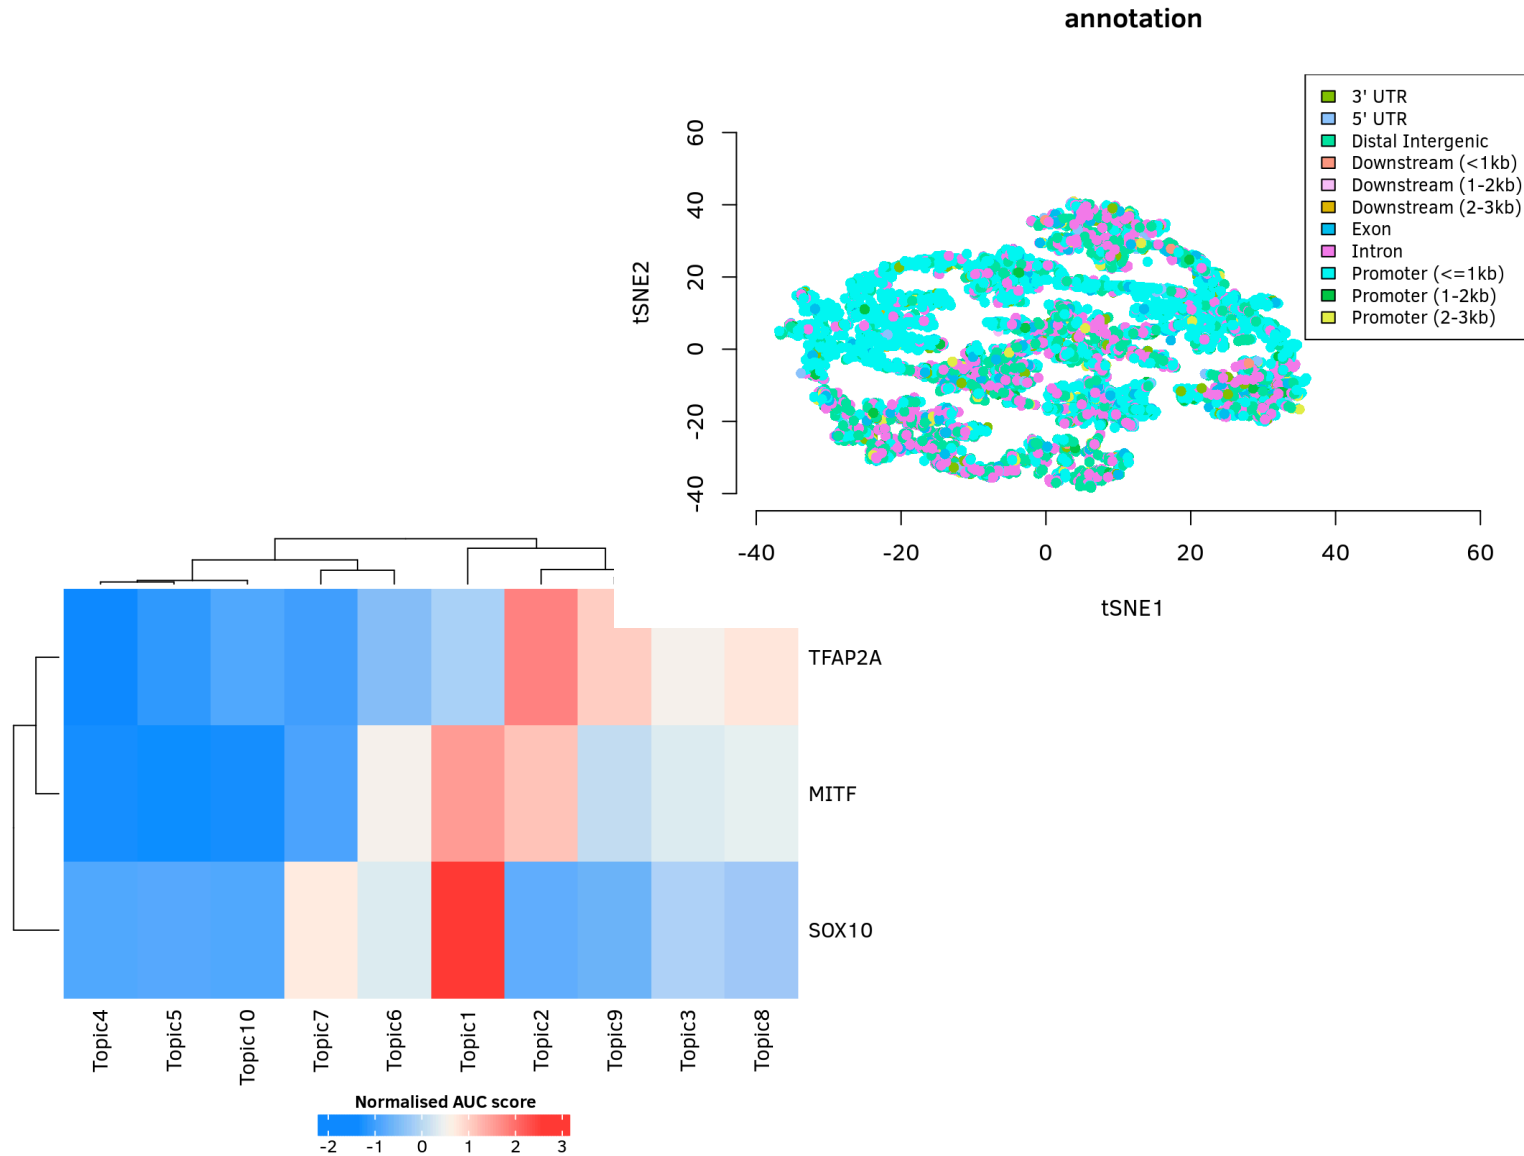 annotation
3' UTR
5' UTR
Distal Intergenic
Downstream (<1kb)
Downstream (1-2kb)
Downstream (2-3kb)
Exon
Intron
Promoter (<=1kb)
Promoter (1-2kb)
Promoter (2-3kb)
tSNE2
60
40
20
0
-20
-40
-40 -20 0 20 40 60
tSNE1
TFAP2A
MITF
SOX10
Topic4 Topic5 Topic10 Topic7 Topic6 Topic1 Topic2 Topic9 Topic3 Topic8
Normalised AUC score
-2 -1 0 1 2 3